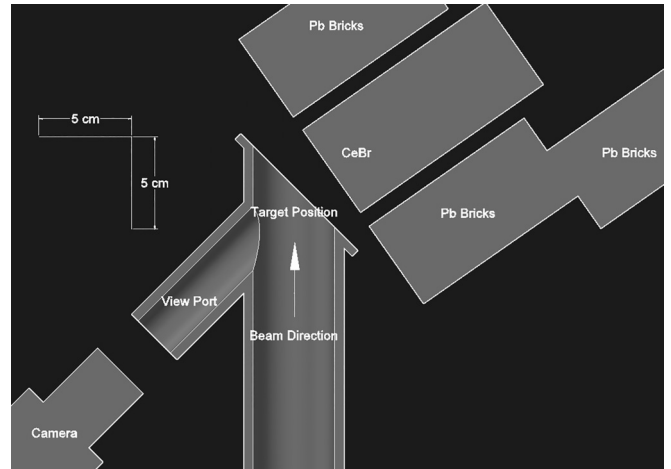 Pb Bricks
5 cm
CeBr
Pb Bricks
5 cm
Target Position
Pb Bricks
View Port
Beam Direction
Camera